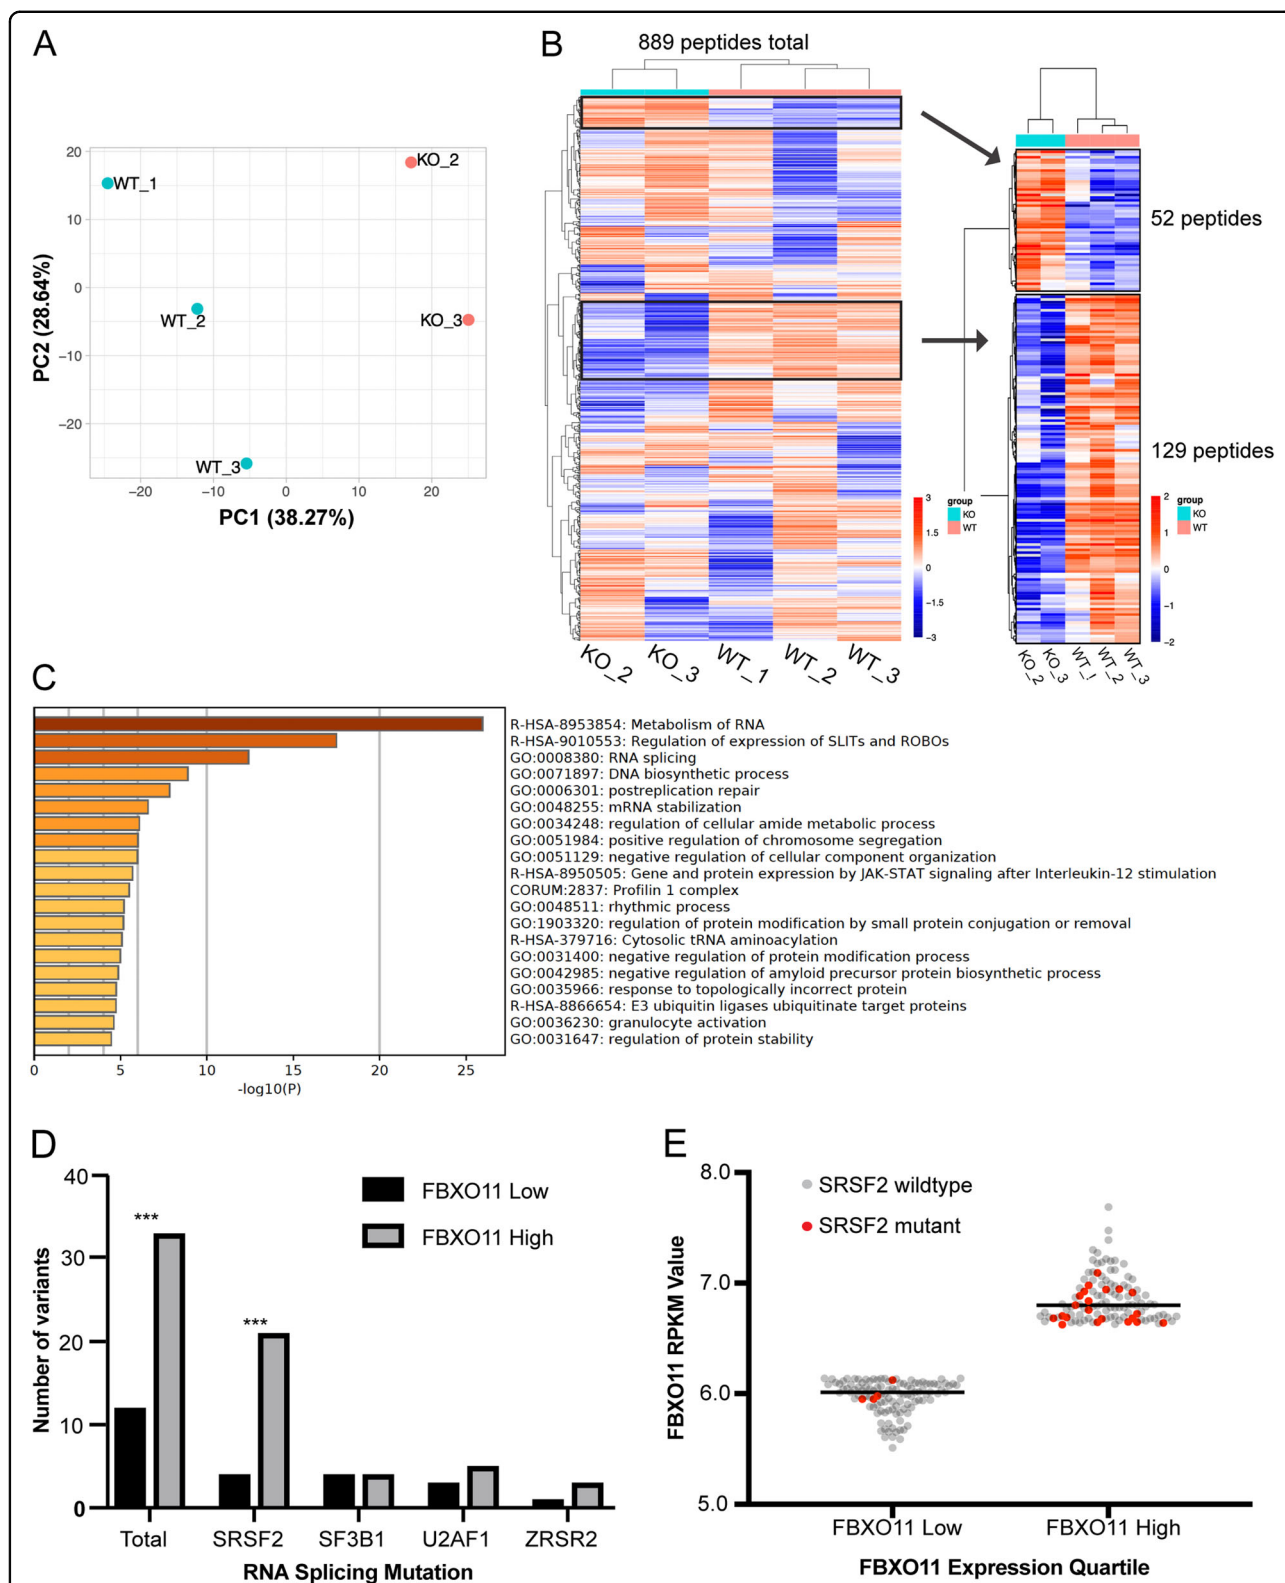 A
20
10
0
−10
−20
PC2 (28.64%)
WT_1
KO_2
WT_2
KO_3
WT_3
−20
−10
0
10
20
PC1 (38.27%)
B
889 peptides total
52 peptides
129 peptides
3
1.5
0
−1.5
−3
group
KO
WT
2
1
0
−1
−2
group
KO
WT
KO_2
KO_3
WT_1
WT_2
WT_3
KO_2
KO_3
WT_1
WT_2
WT_3
C
R-HSA-8953854: Metabolism of RNA
R-HSA-9010553: Regulation of expression of SLITs and ROBOs
GO:0008380: RNA splicing
GO:0071897: DNA biosynthetic process
GO:0006301: postreplication repair
GO:0048255: mRNA stabilization
GO:0034248: regulation of cellular amide metabolic process
GO:0051984: positive regulation of chromosome segregation
GO:0051129: negative regulation of cellular component organization
R-HSA-8950505: Gene and protein expression by JAK-STAT signaling after Interleukin-12 stimulation
CORUM:2837: Profilin 1 complex
GO:0048511: rhythmic process
GO:1903320: regulation of protein modification by small protein conjugation or removal
R-HSA-379716: Cytosolic tRNA aminoacylation
GO:0031400: negative regulation of protein modification process
GO:0042985: negative regulation of amyloid precursor protein biosynthetic process
GO:0035966: response to topologically incorrect protein
R-HSA-8866654: E3 ubiquitin ligases ubiquitinate target proteins
GO:0036230: granulocyte activation
GO:0031647: regulation of protein stability
0
5
10
15
20
25
-log10(P)
D
40
30
20
10
0
Number of variants
***
***
FBXO11 Low
FBXO11 High
Total
SRSF2
SF3B1
U2AF1
ZRSR2
RNA Splicing Mutation
E
8.0
7.0
6.0
5.0
FBXO11 RPKM Value
SRSF2 wildtype
SRSF2 mutant
FBXO11 Low
FBXO11 High
FBXO11 Expression Quartile